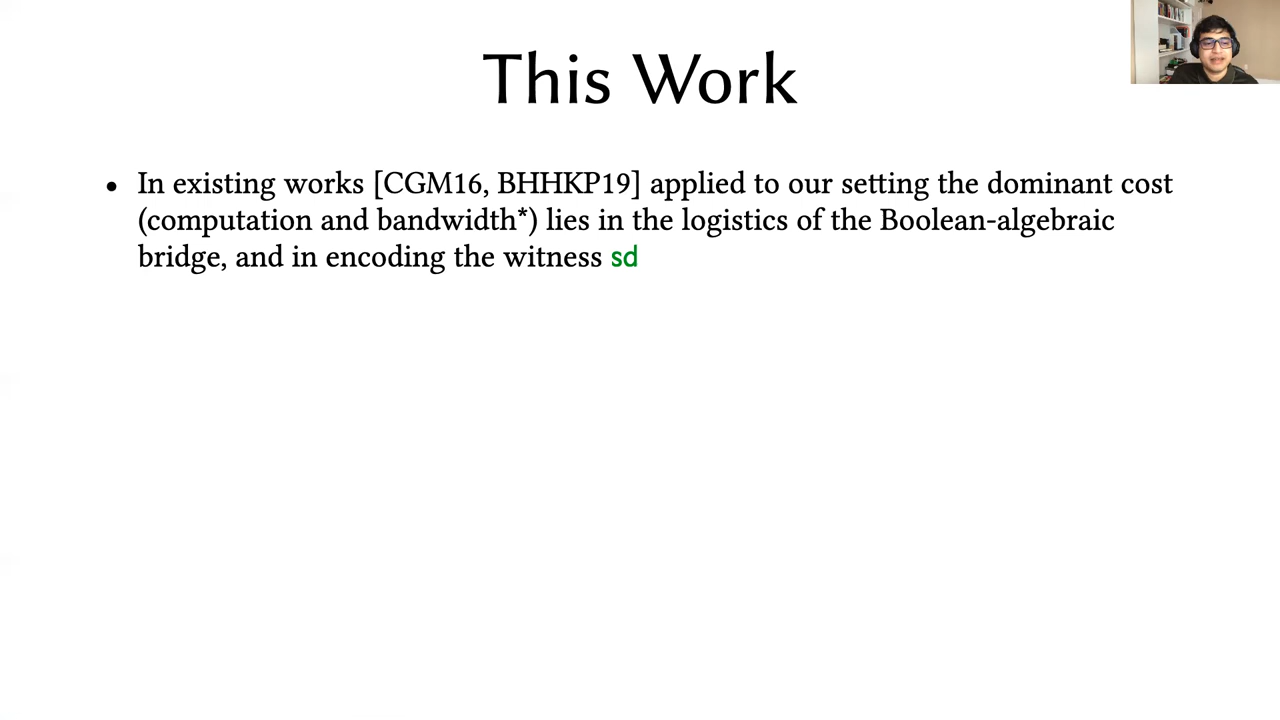 This Work
• In existing works [CGM16, BHHKP19] applied to our setting the dominant cost
(computation and bandwidth*) lies in the logistics of the Boolean-algebraic
bridge, and in encoding the witness sd